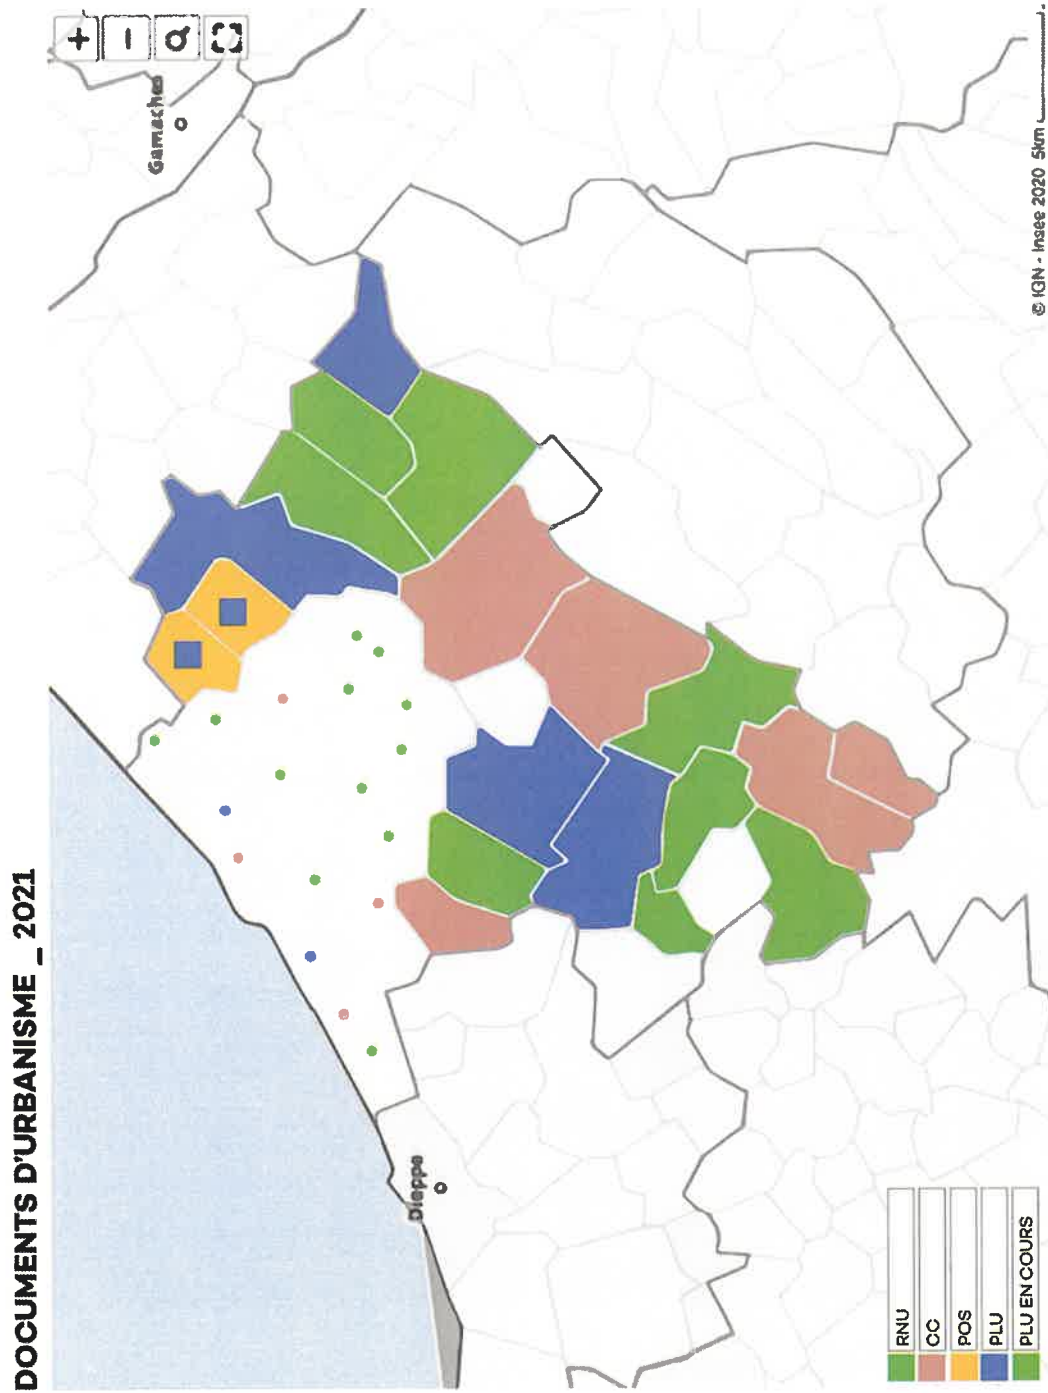 DOCUMENTS D'URBANISME _ 2021
Gamaches
Dieppe
RNU
CC
POS
PLU
PLU EN COURS
© IGN - Insee 2020 5km